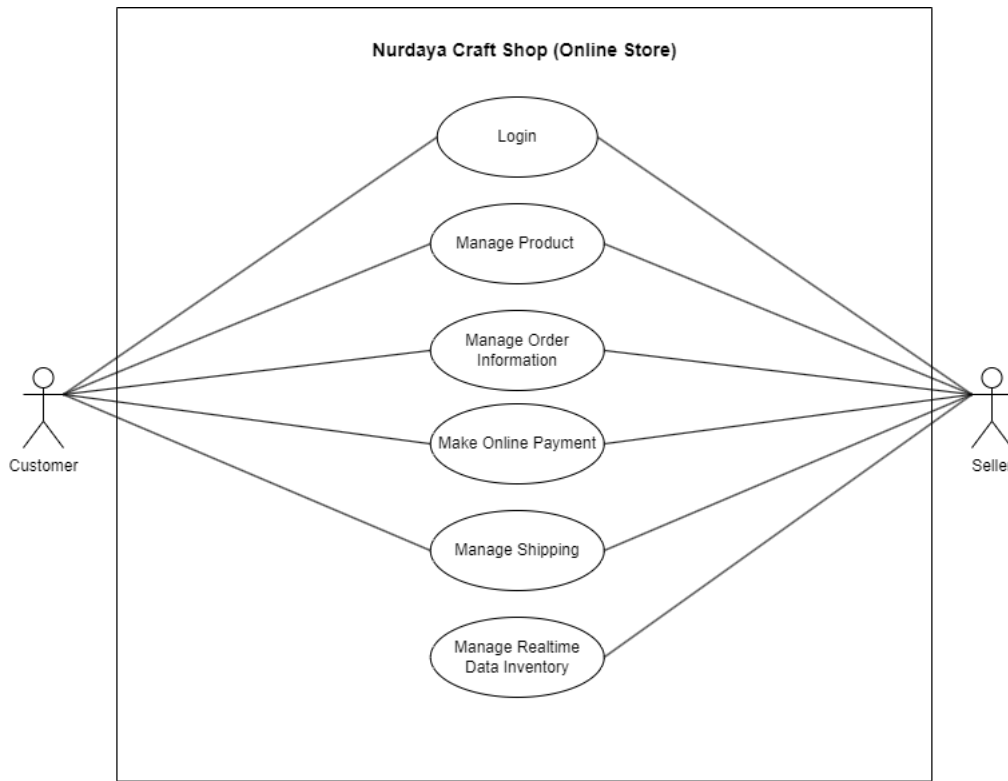 Nurdaya Craft Shop (Online Store)
Login
Manage Product
Manage Order
Information
Make Online Payment
Manage Shipping
Manage Realtime
Data Inventory
Customer
Seller